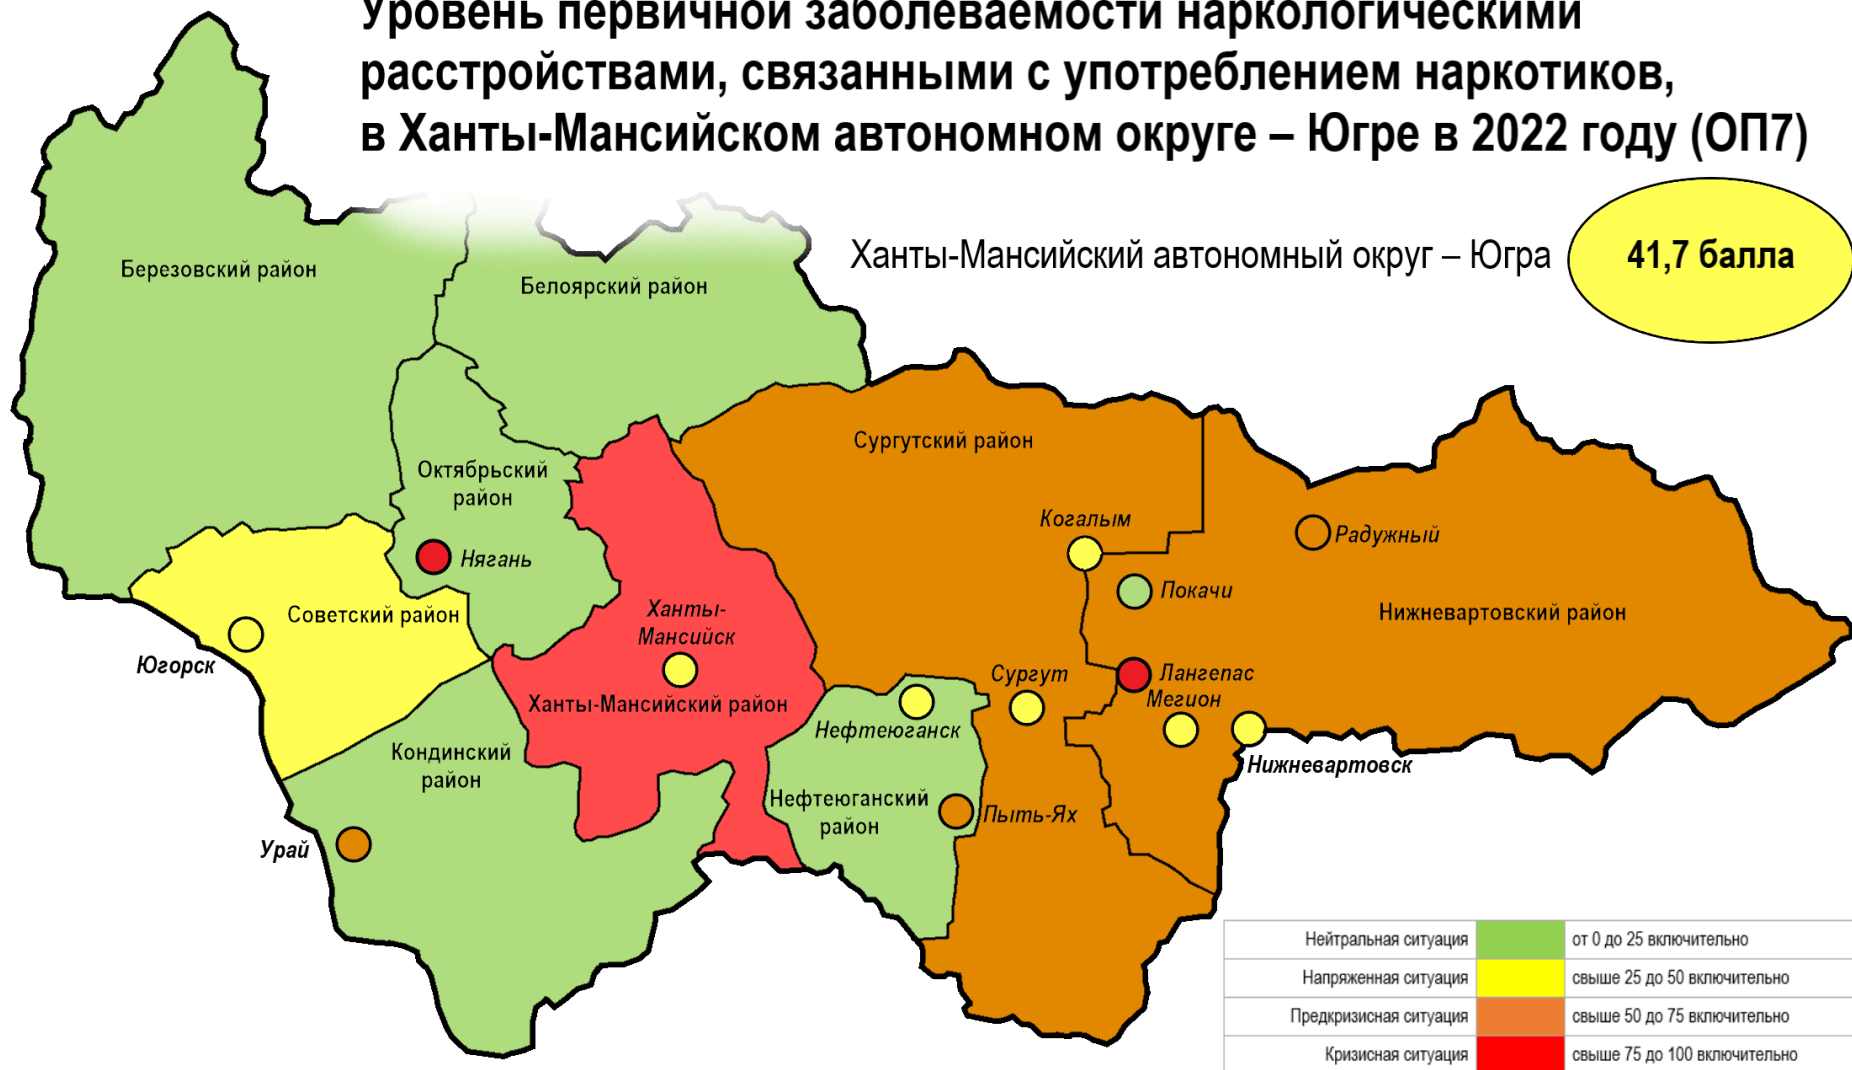 Уровень первичной заболеваемости наркологическими
расстройствами, связанными с употреблением наркотиков,
в Ханты-Мансийском автономном округе – Югре в 2022 году (ОП7)
Ханты-Мансийский автономный округ – Югра
41,7 балла
Березовский район
Белоярский район
Сургутский район
Октябрьский
район
Когалым
Радужный
Нягань
Покачи
Ханты-
Мансийск
Советский район
Нижневартовский район
Югорск
Сургут
Лангепас
Мегион
Ханты-Мансийский район
Нефтеюганск
Кондинский
район
Нижневартовск
Нефтеюганский
район
Пыть-Ях
Урай
Нейтральная ситуация от 0 до 25 включительно
Напряженная ситуация свыше 25 до 50 включительно
Предкризисная ситуация свыше 50 до 75 включительно
Кризисная ситуация свыше 75 до 100 включительно